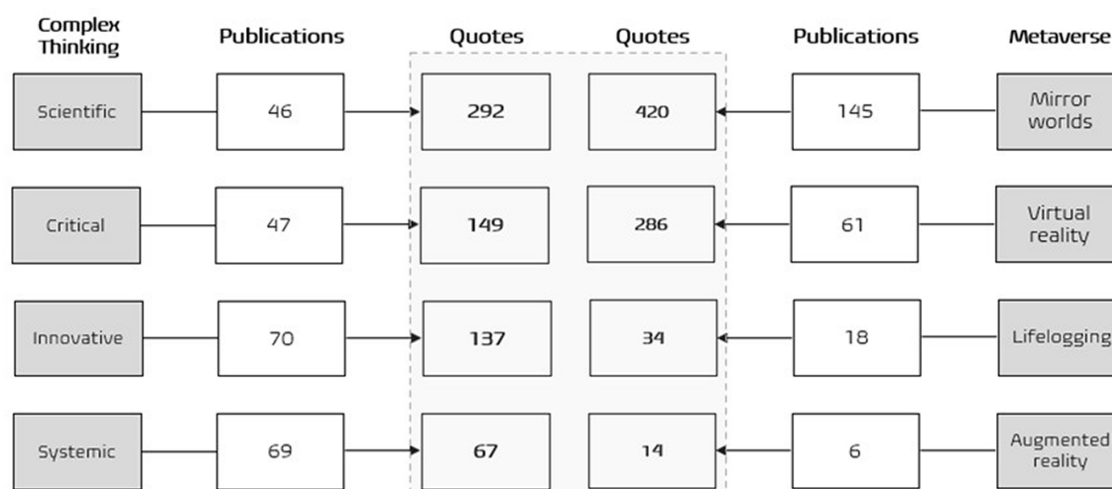 Complex
Thinking
Publications
Quotes
Quotes
Publications
Metaverse
Scientific
46
292
420
145
Mirror
worlds
Critical
47
149
286
61
Virtual
reality
Innovative
70
137
34
18
Lifelogging
Systemic
69
67
14
6
Augmented
reality